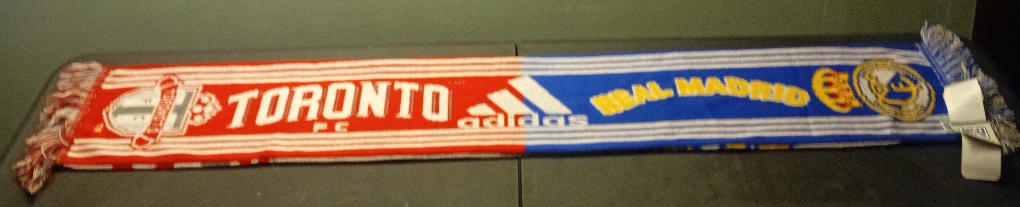 TORONTO
FC
adidas
REAL MADRID